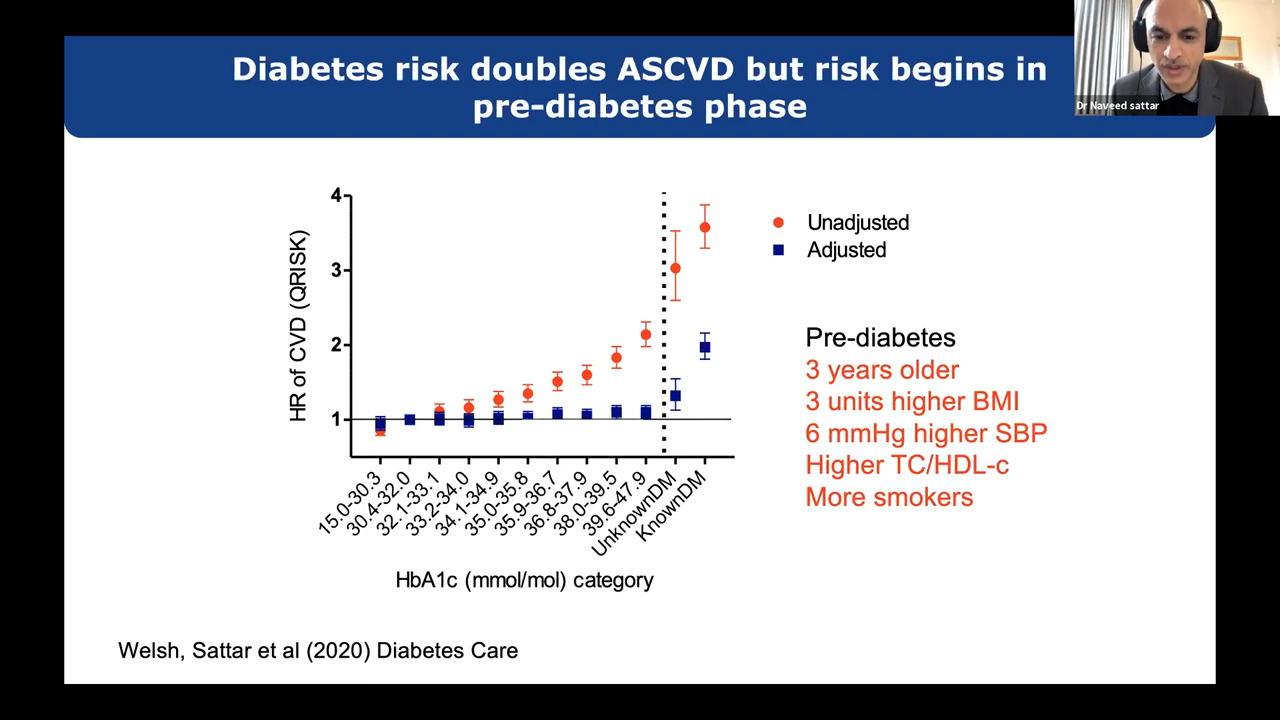 Diabetes risk doubles ASCVD but risk begins in
pre-diabetes phase
Dr Naveed sattar
4
3
2
1
HR of CVD (QRISK)
Unadjusted
Adjusted
Pre-diabetes
3 years older
3 units higher BMI
6 mmHg higher SBP
Higher TC/HDL-c
More smokers
15.0-30.3
30.4-32.0
32.1-33.1
33.2-34.0
34.1-34.9
35.0-35.8
35.9-36.7
36.8-37.9
38.0-39.5
39.6-47.9
UnknownDM
KnownDM
HbA1c (mmol/mol) category
Welsh, Sattar et al (2020) Diabetes Care